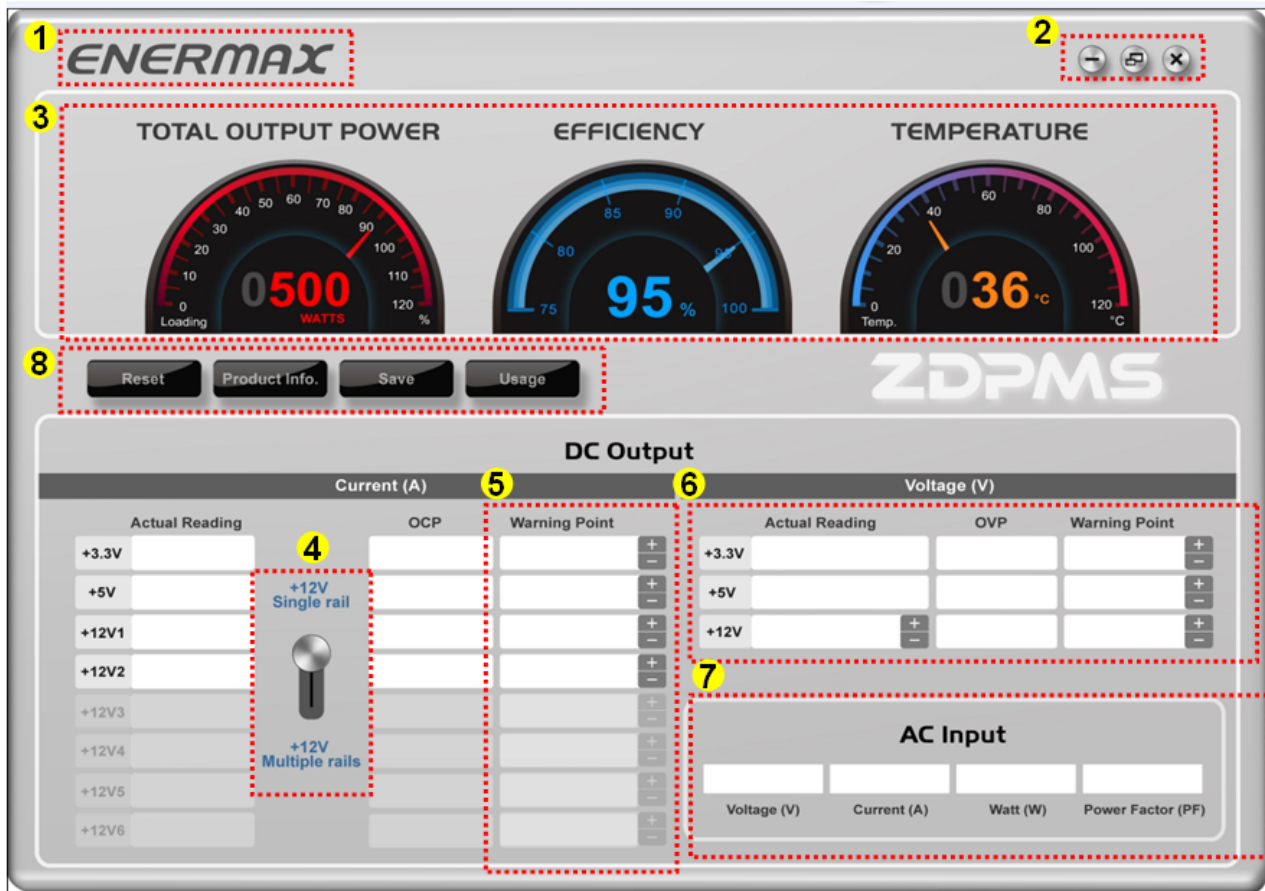 1
ENERMAX
2
3
TOTAL OUTPUT POWER
0 10 20 30 40 50 60 70 80 90 100 110 120
Loading
%
0500
WATTS
EFFICIENCY
75 80 85 90 95 100
95 %
TEMPERATURE
0 20 40 60 80 100 120
Temp.
°C
036 °C
8
Reset Product Info. Save Usage
ZDPMS
DC Output
Current (A)
5
6
Voltage (V)
Actual Reading OCP Warning Point
+3.3V
+5V
+12V1
+12V2
+12V3
+12V4
+12V5
+12V6
4
+12V
Single rail
+12V
Multiple rails
Actual Reading OVP Warning Point
+3.3V
+5V
+12V
7
AC Input
Voltage (V) Current (A) Watt (W) Power Factor (PF)